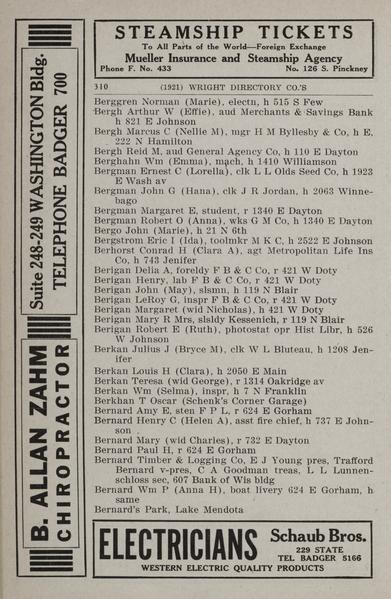 STEAMSHIP TICKETS
To All Parts of the World—Foreign Exchange
Mueller Insurance and Steamship Agency
Phone F. No. 433 No. 126 S. Pinckney
310 (1921) WRIGHT DIRECTORY CO.'S
Berggren Norman (Marie), electn, h 515 S Few
Bergh Arthur W (Effie), aud Merchants & Savings Bank
h 821 E Johnson
Bergh Marcus C (Nellie M), mgr H M Byllesby & Co, h E,
222 N Hamilton
Bergh Reid M, aud General Agency Co, h 110 E Dayton
Berghahn Wm (Emma), mach, h 1410 Williamson
Bergman Ernest C (Lorella), clk L L Olds Seed Co, h 1923
E Wash av
Bergman John G (Hana), clk J R Jordan, h 2063 Winne-
bago
Bergman Margaret E, student, r 1340 E Dayton
Bergman Robert O (Anna), wks G M Co, h 1340 E Dayton
Bergo John (Marie), h 21 N 6th
Bergstrom Eric I (Ida), toolmkr M K C, h 2522 E Johnson
Berhorst Conrad H (Clara A), agt Metropolitan Life Ins
Co, h 743 Jenifer
Berigan Delia A, foreldy F B & C Co, r 421 W Doty
Berigan Henry, lab F B & C Co, r 421 W Doty
Berigan John (May), slsmn, h 119 N Blair
Berigan LeRoy G, inspr F B & C Co, r 421 W Doty
Berigan Margaret (wid Nicholas), h 421 W Doty
Berigan Mary R Mrs, slsldy Kessenich, r 119 N Blair
Berigan Robert E (Ruth), photostat opr Hist Libr, h 526
W Johnson
Berkan Julius J (Bryce M), clk W L Bluteau, h 1208 Jen-
ifer
Berkan Louis H (Clara), h 2050 E Main
Berkan Teresa (wid George), r 1314 Oakridge av
Berkan Wm (Selma), inspr, h 7 N Franklin
Berkhan T Oscar (Schenk's Corner Garage)
Bernard Amy E, sten F P L, r 624 E Gorham
Bernard Henry C (Helen A), asst fire chief, h 737 E John-
son
Bernard Mary (wid Charles), r 732 E Dayton
Bernard Paul H, r 624 E Gorham
Bernard Timber & Logging Co, E J Young pres, Trafford
Bernard v-pres, C A Goodman treas, L L Lunnen-
schloss sec, 607 Bank of Wis bldg
Bernard Wm P (Anna H), boat livery 624 E Gorham, h
same
Bernard's Park, Lake Mendota
B. ALLAN ZAHM
CHIROPRACTOR
Suite 248-249 WASHINGTON Bldg.
TELEPHONE BADGER 700
ELECTRICIANS Schaub Bros.
229 STATE
TEL BADGER 5166
WESTERN ELECTRIC QUALITY PRODUCTS